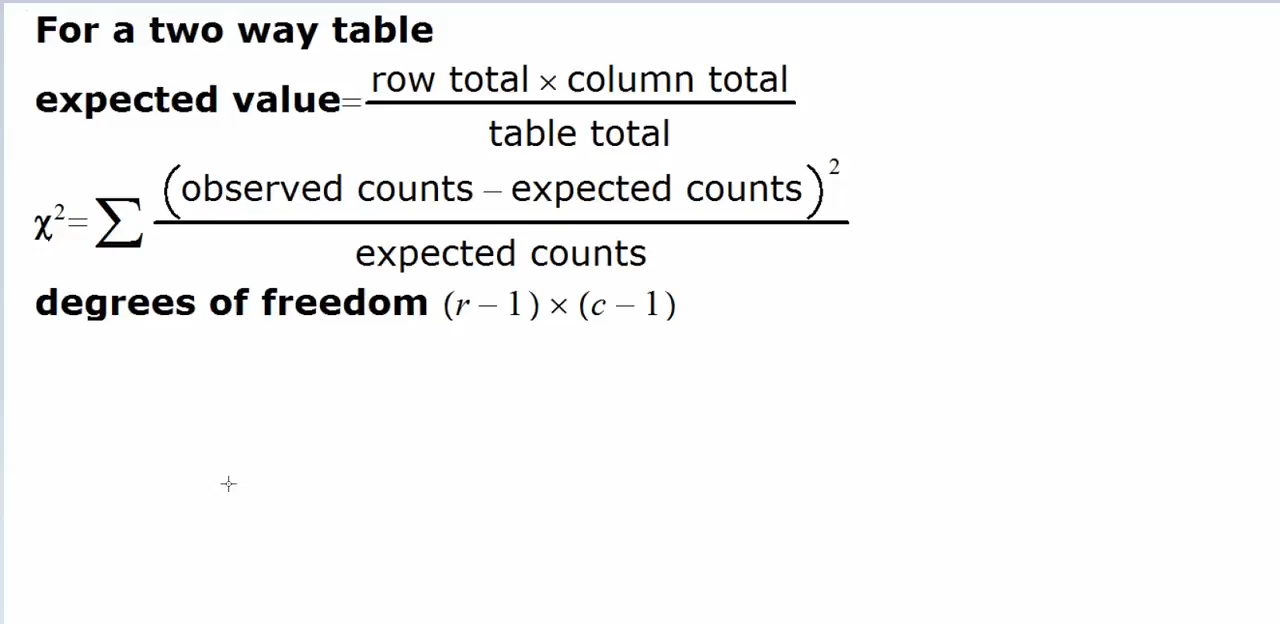 For a two way table
expected value= row total × column total / table total
χ²= ∑ (observed counts – expected counts)² / expected counts
degrees of freedom (r – 1) × (c – 1)